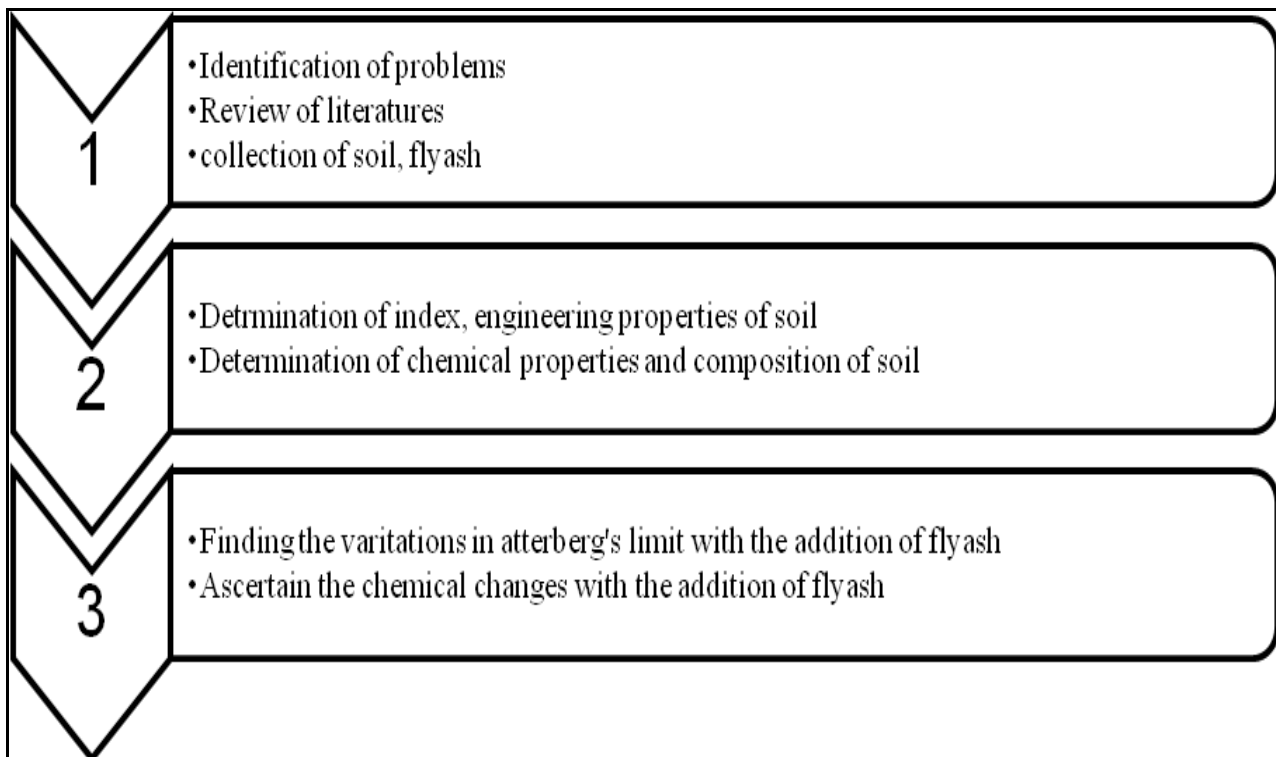 1
•Identification of problems
•Review of literatures
•collection of soil, flyash
2
•Detrmination of index, engineering properties of soil
•Determination of chemical properties and composition of soil
3
•Finding the varitations in atterberg's limit with the addition of flyash
•Ascertain the chemical changes with the addition of flyash